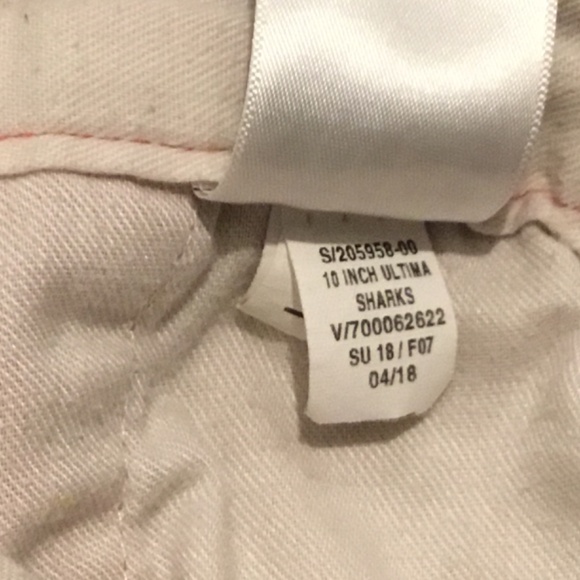 S/205958-00
10 INCH ULTIMA
SHARKS
V/700062622
SU 18 / F07
04/18